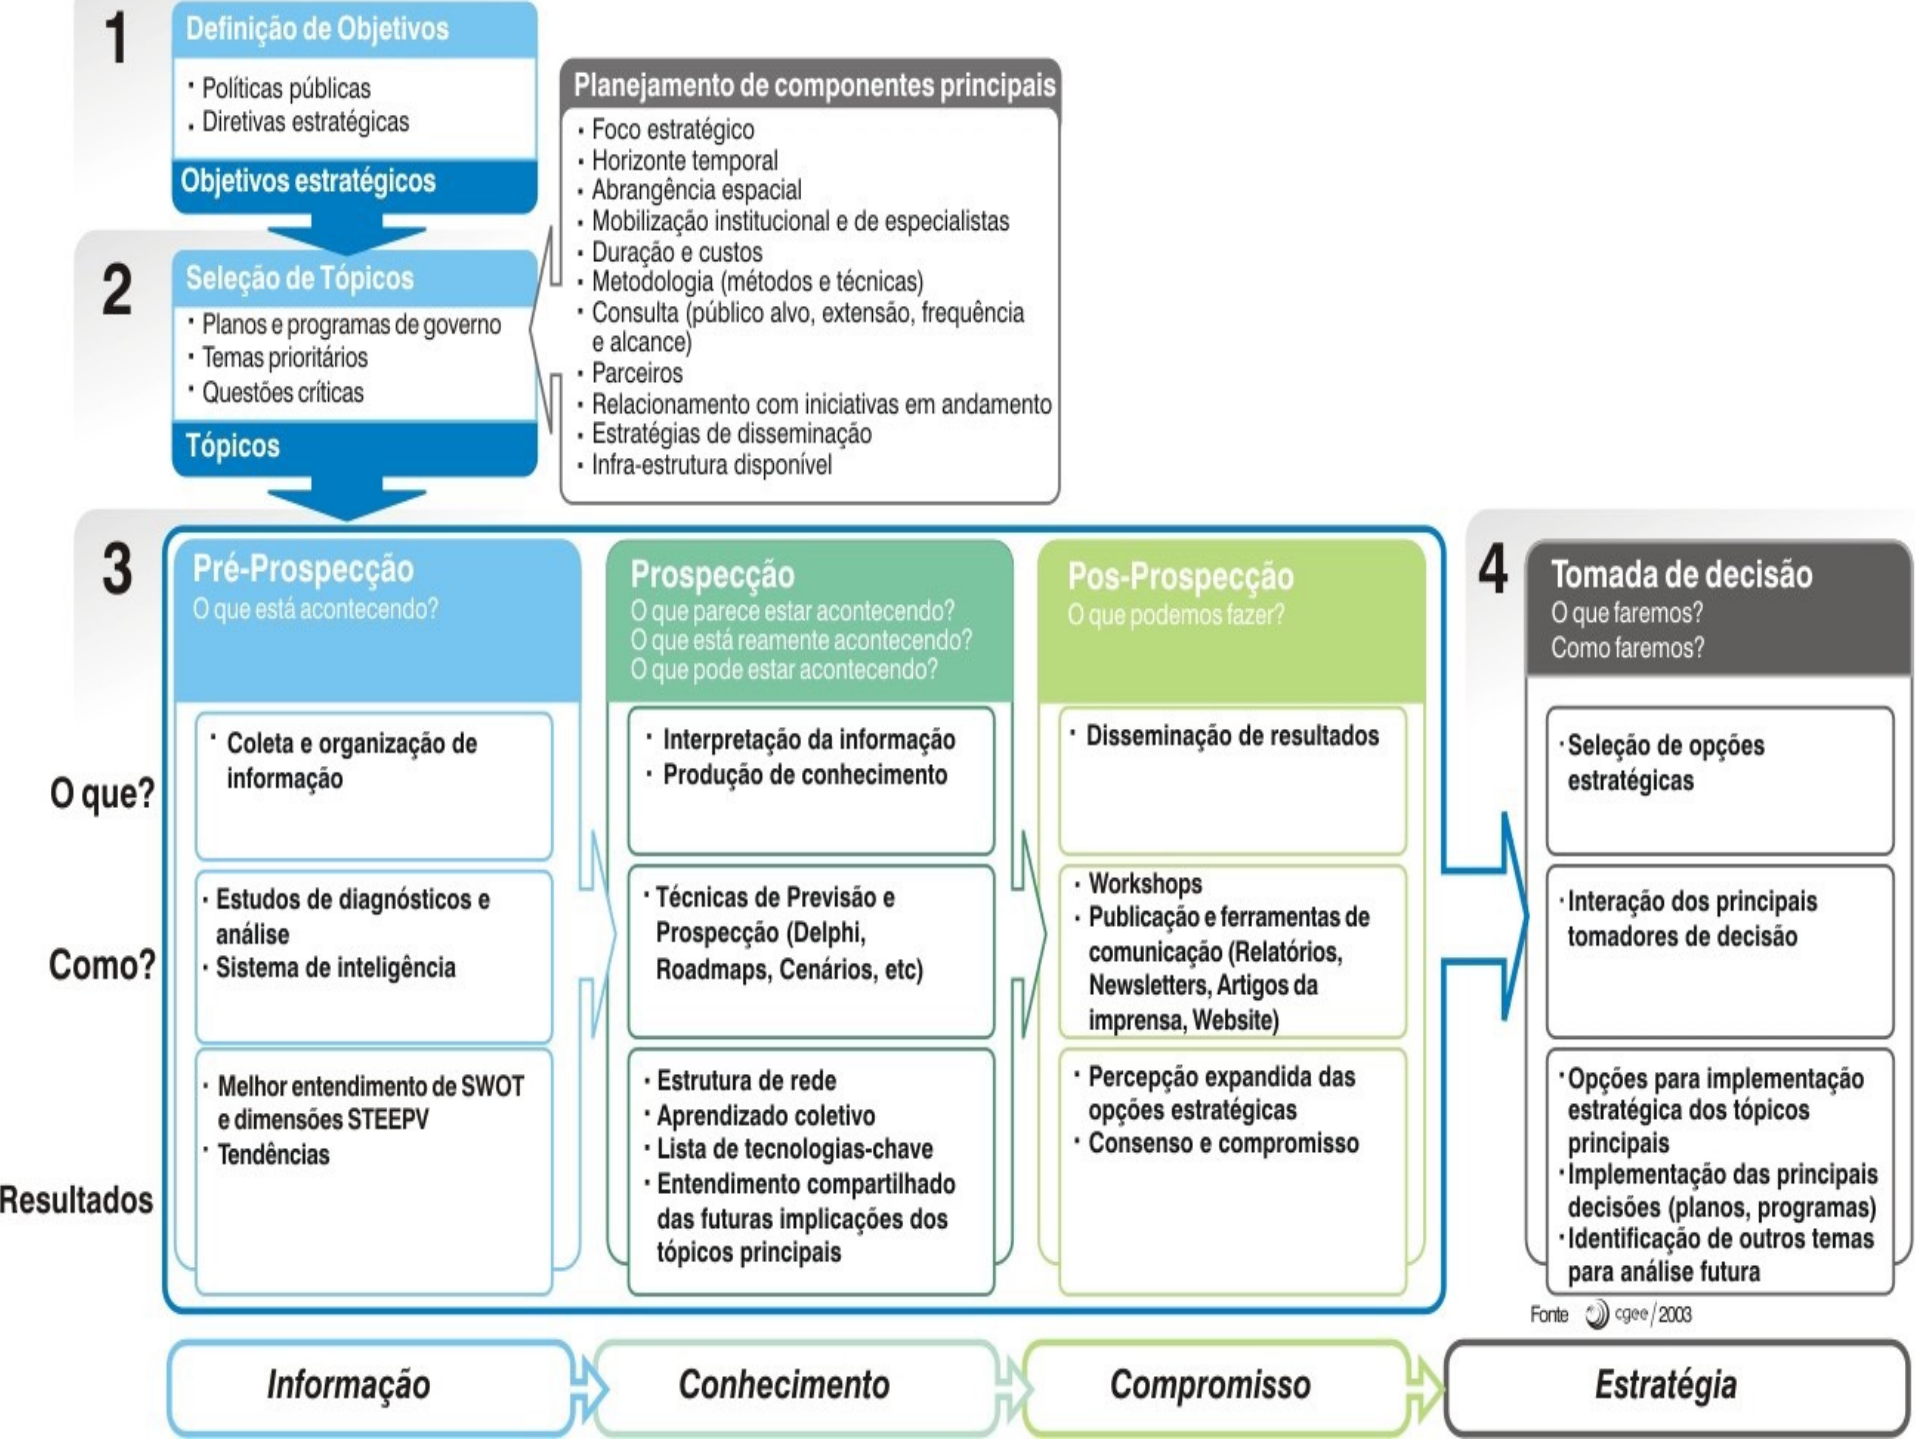 1
Definição de Objetivos
· Políticas públicas
. Diretivas estratégicas
Objetivos estratégicos
2
Seleção de Tópicos
· Planos e programas de governo
· Temas prioritários
· Questões críticas
Tópicos
Planejamento de componentes principais
· Foco estratégico
· Horizonte temporal
· Abrangência espacial
· Mobilização institucional e de especialistas
· Duração e custos
· Metodologia (métodos e técnicas)
· Consulta (público alvo, extensão, frequência
e alcance)
· Parceiros
· Relacionamento com iniciativas em andamento
· Estratégias de disseminação
· Infra-estrutura disponível
3
Pré-Prospecção
O que está acontecendo?
Prospecção
O que parece estar acontecendo?
O que está reamente acontecendo?
O que pode estar acontecendo?
Pos-Prospecção
O que podemos fazer?
4
Tomada de decisão
O que faremos?
Como faremos?
O que?
· Coleta e organização de
informação
· Interpretação da informação
· Produção de conhecimento
· Disseminação de resultados
· Seleção de opções
estratégicas
Como?
· Estudos de diagnósticos e
análise
· Sistema de inteligência
· Técnicas de Previsão e
Prospecção (Delphi,
Roadmaps, Cenários, etc)
· Workshops
· Publicação e ferramentas de
comunicação (Relatórios,
Newsletters, Artigos da
imprensa, Website)
· Interação dos principais
tomadores de decisão
Resultados
· Melhor entendimento de SWOT
e dimensões STEEPV
· Tendências
· Estrutura de rede
· Aprendizado coletivo
· Lista de tecnologias-chave
· Entendimento compartilhado
das futuras implicações dos
tópicos principais
· Percepção expandida das
opções estratégicas
· Consenso e compromisso
· Opções para implementação
estratégica dos tópicos
principais
· Implementação das principais
decisões (planos, programas)
· Identificação de outros temas
para análise futura
Fonte cgee/2003
Informação
Conhecimento
Compromisso
Estratégia